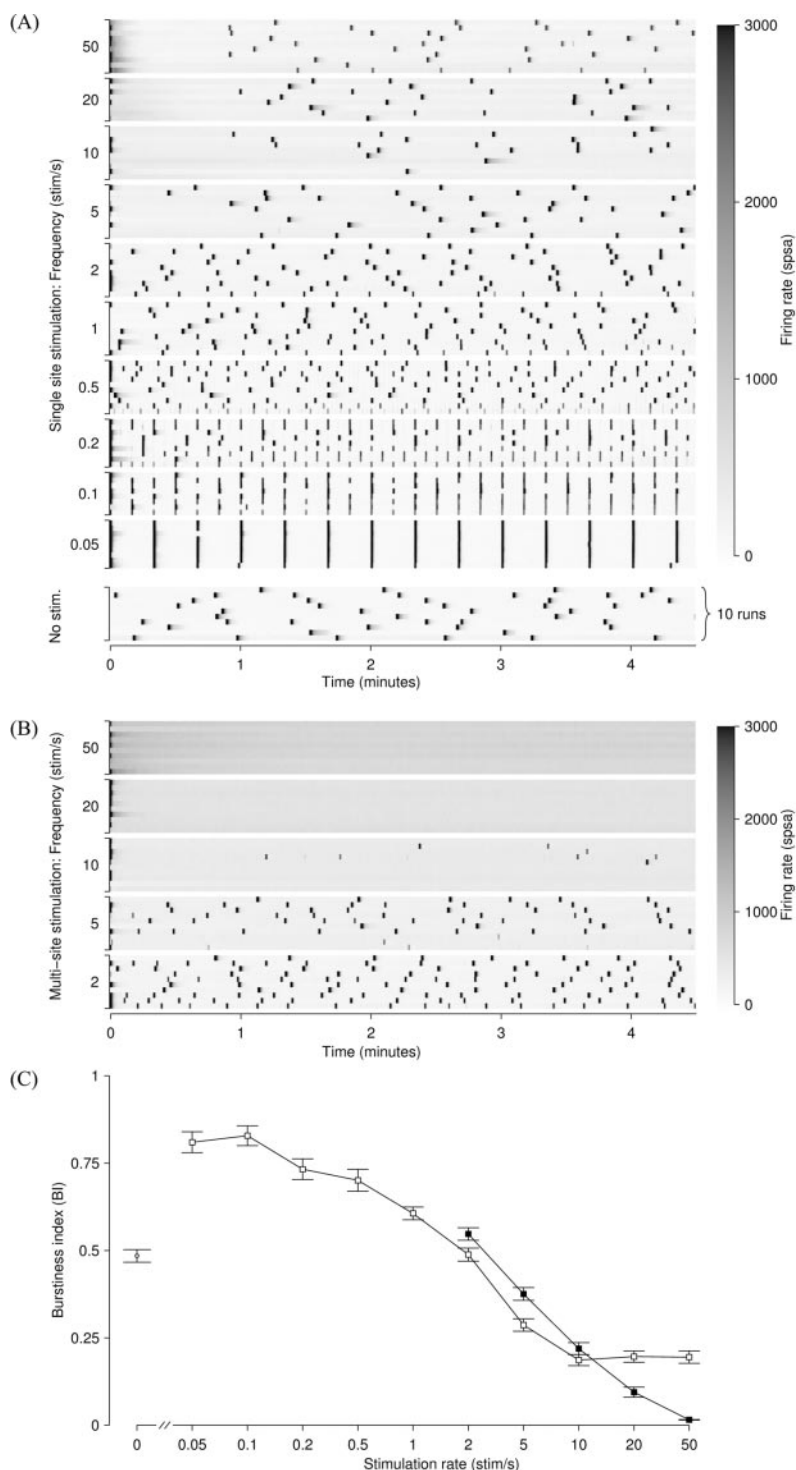 (A)
Single site stimulation: Frequency (stim/s)
50
20
10
5
2
1
0.5
0.2
0.1
0.05
No stim.
10 runs
3000
2000
1000
0
Firing rate (spsa)
0 1 2 3 4
Time (minutes)
(B)
Multi-site stimulation: Frequency (stim/s)
50
20
10
5
2
3000
2000
1000
0
Firing rate (spsa)
0 1 2 3 4
Time (minutes)
(C)
Burstiness index (BI)
1
0.75
0.5
0.25
0
0 // 0.05 0.1 0.2 0.5 1 2 5 10 20 50
Stimulation rate (stim/s)